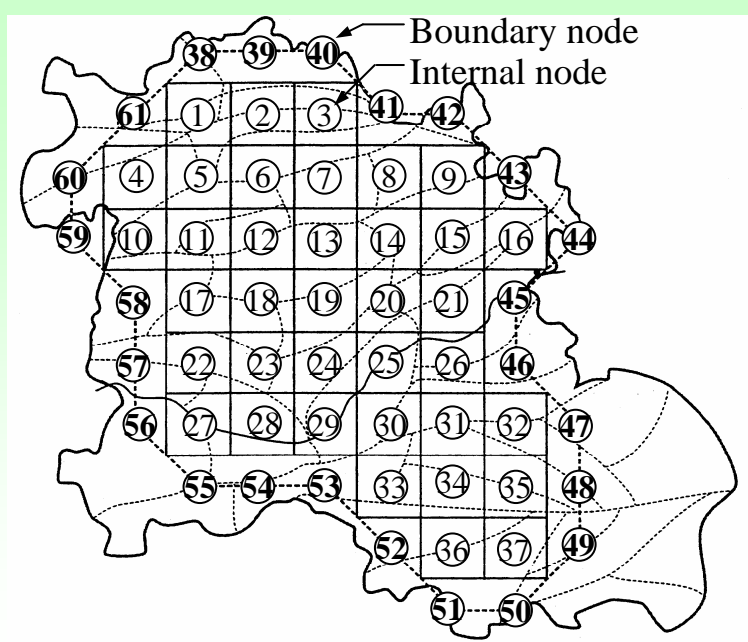 Boundary node
38 39 40
Internal node
61 1 2 3 41 42
60 4 5 6 7 8 9 43
59 10 11 12 13 14 15 16 44
58 17 18 19 20 21 45
57 22 23 24 25 26 46
56 27 28 29 30 31 32 47
55 54 53 33 34 35 48
52 36 37 49
51 50